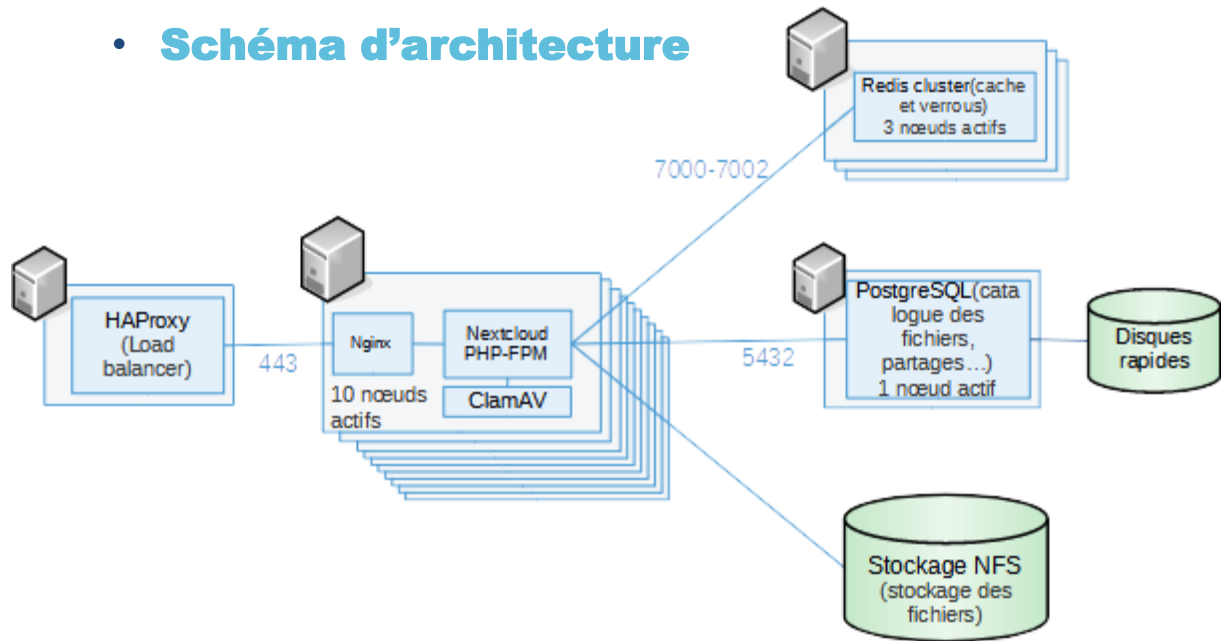 • Schéma d'architecture
Redis cluster(cache
et verrous)
3 nœuds actifs
7000-7002
HAProxy
(Load
balancer)
443
Nginx
Nextcloud
PHP-FPM
ClamAV
10 nœuds
actifs
5432
PostgreSQL(cata
logue des
fichiers,
partages…)
1 nœud actif
Disques
rapides
Stockage NFS
(stockage des
fichiers)